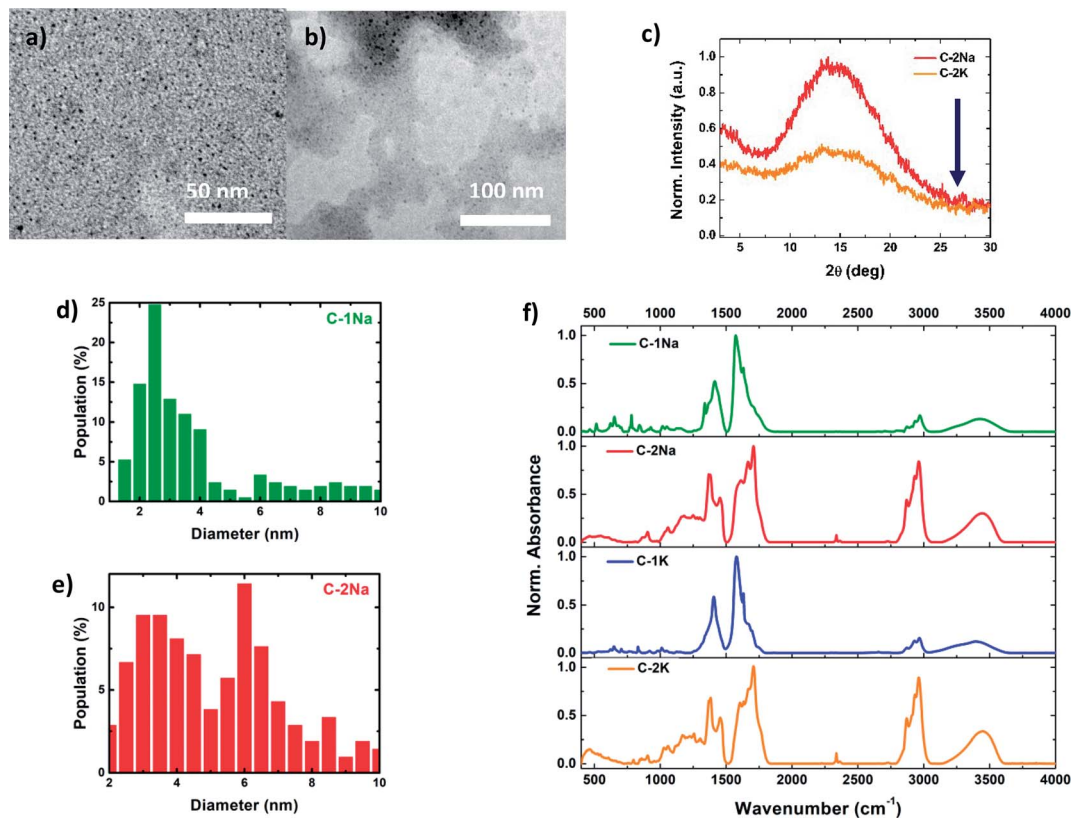 a)
50 nm
b)
100 nm
c)
C-2Na
C-2K
Norm. Intensity (a.u.)
1.0
0.8
0.6
0.4
0.2
0.0
5 10 15 20 25 30
2θ (deg)
d)
C-1Na
Population (%)
25
20
15
10
5
0
2 4 6 8 10
Diameter (nm)
e)
C-2Na
Population (%)
10
5
0
2 4 6 8 10
Diameter (nm)
f)
500 1000 1500 2000 2500 3000 3500 4000
Norm. Absorbance
1.0
0.5
0.0
C-1Na
1.0
0.5
0.0
C-2Na
1.0
0.5
0.0
C-1K
1.0
0.5
0.0
C-2K
500 1000 1500 2000 2500 3000 3500 4000
Wavenumber (cm⁻¹)